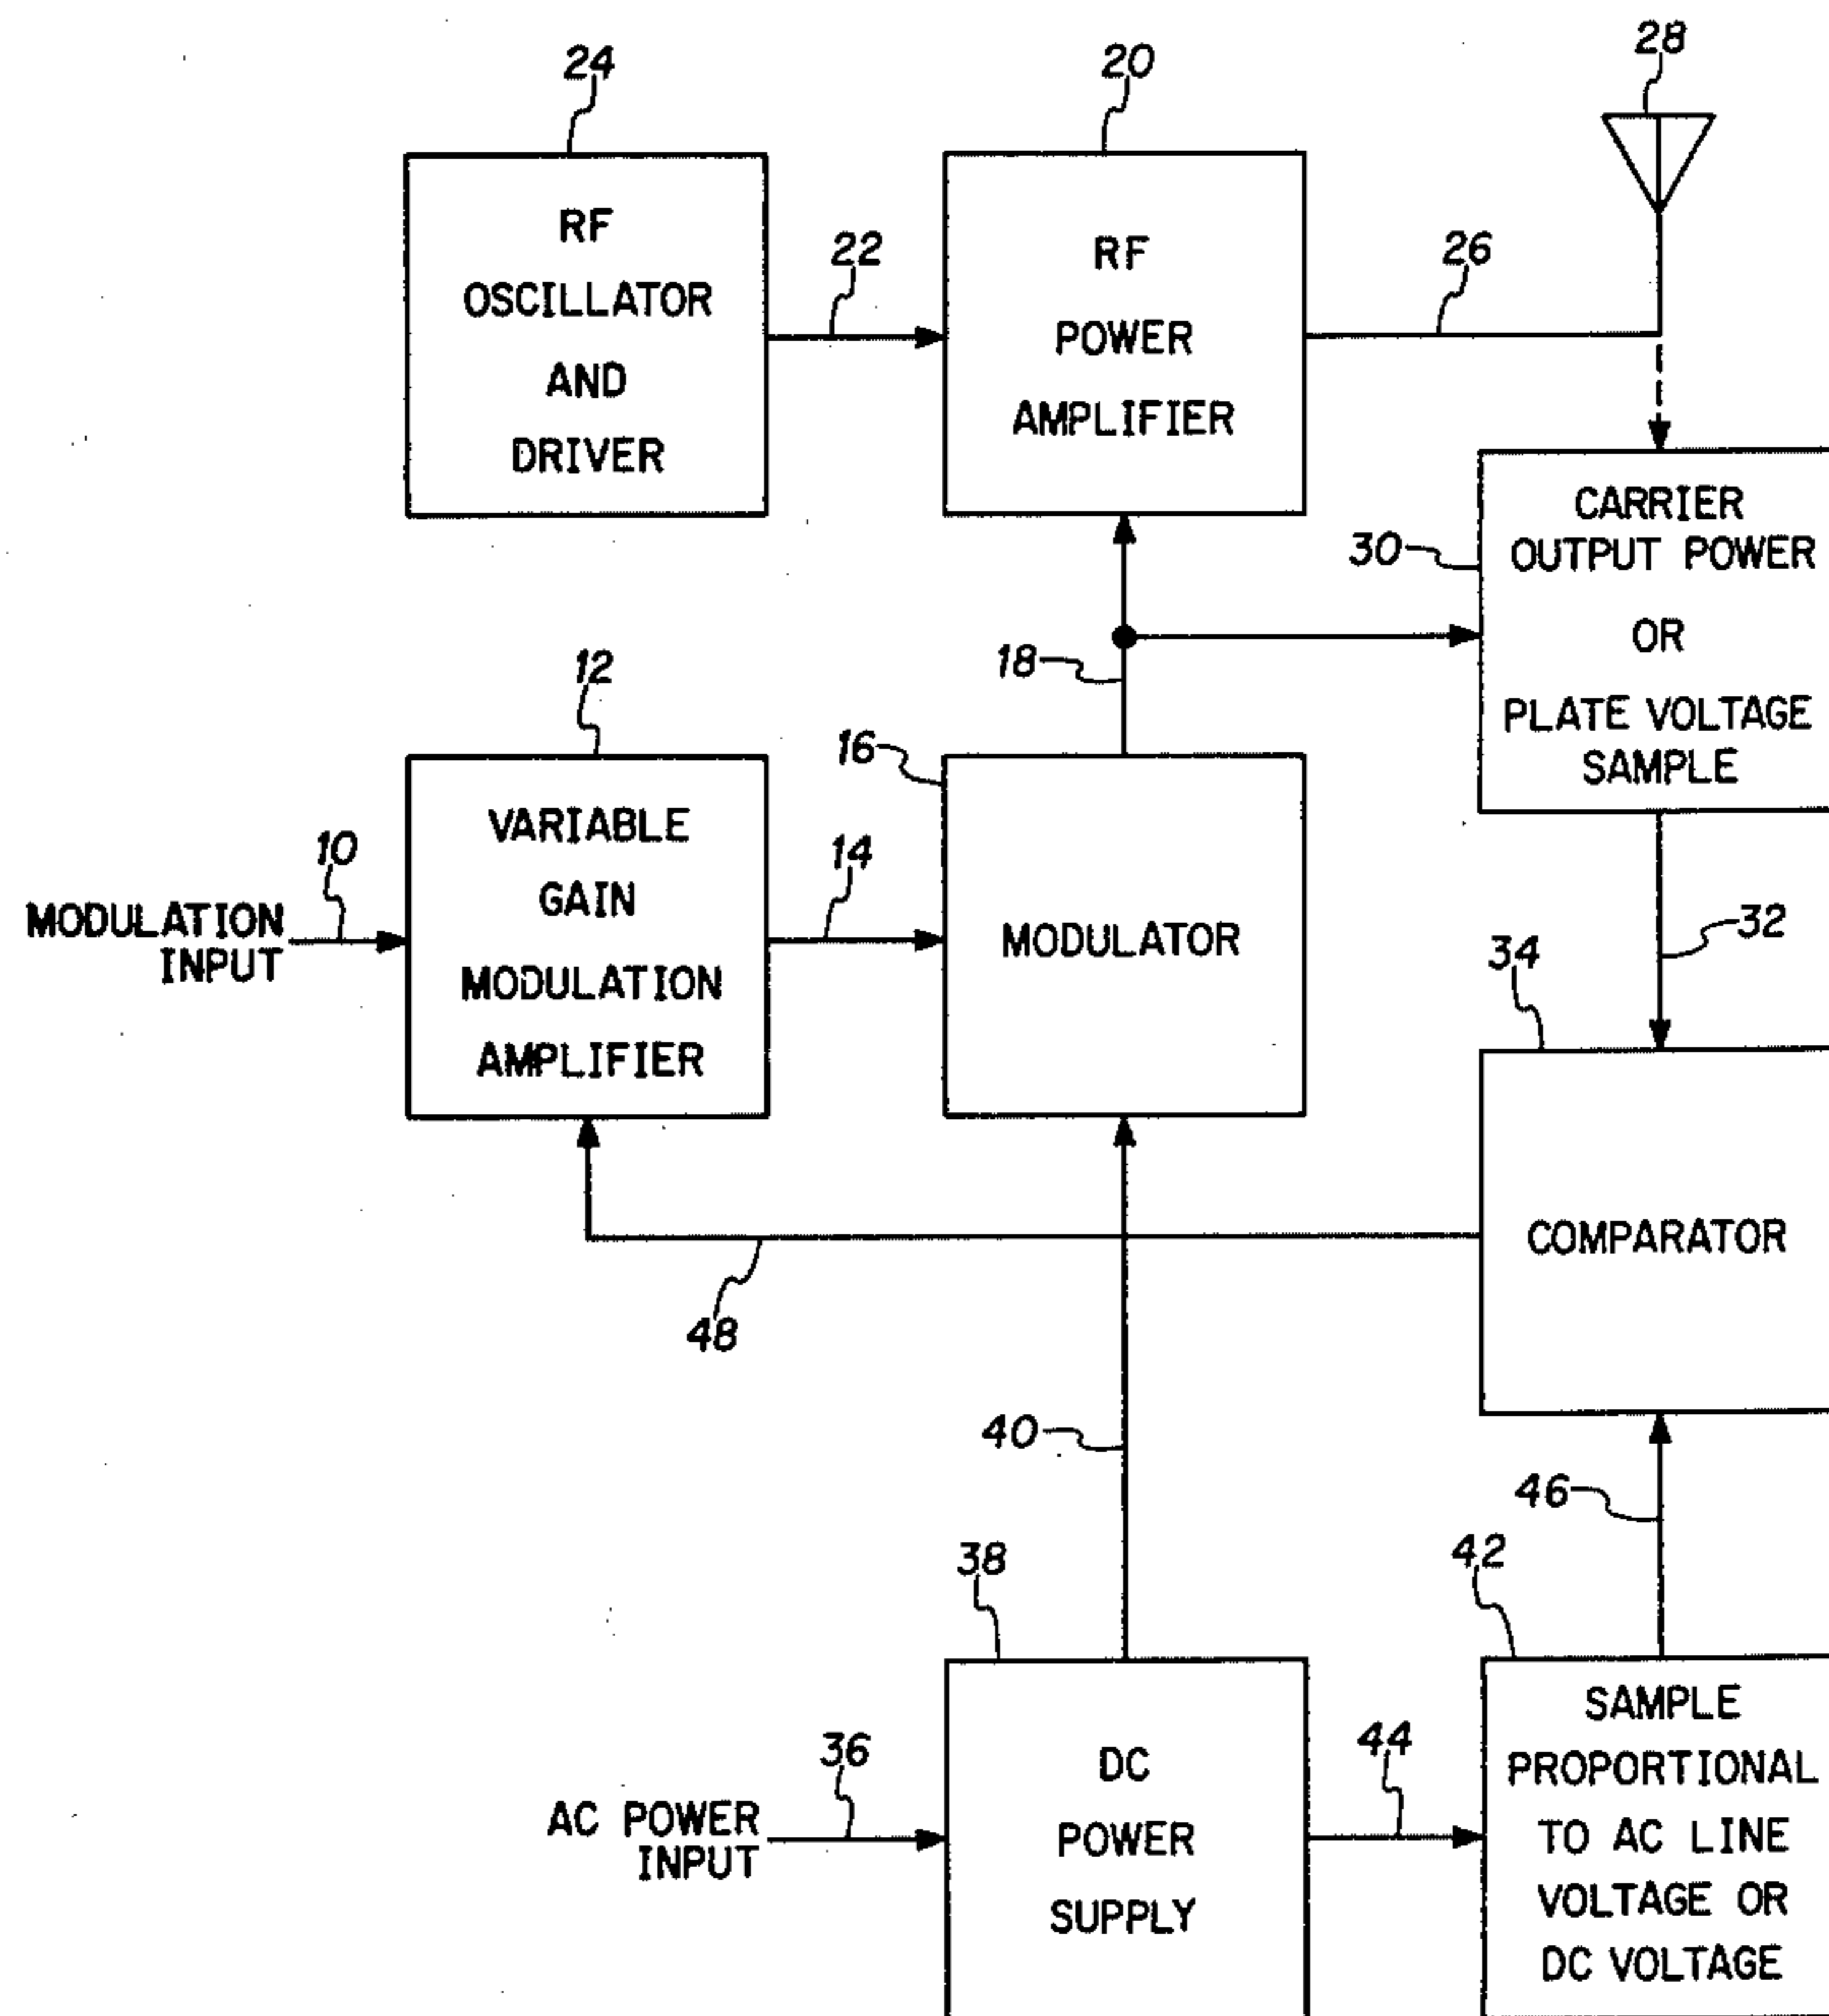 24
20
28
RF
OSCILLATOR
AND
DRIVER
22
RF
POWER
AMPLIFIER
26
30
CARRIER
OUTPUT POWER
OR
PLATE VOLTAGE
SAMPLE
18
12
16
10
MODULATION
INPUT
VARIABLE
GAIN
MODULATION
AMPLIFIER
14
MODULATOR
32
34
COMPARATOR
48
40
46
38
42
36
AC POWER
INPUT
DC
POWER
SUPPLY
44
SAMPLE
PROPORTIONAL
TO AC LINE
VOLTAGE OR
DC VOLTAGE